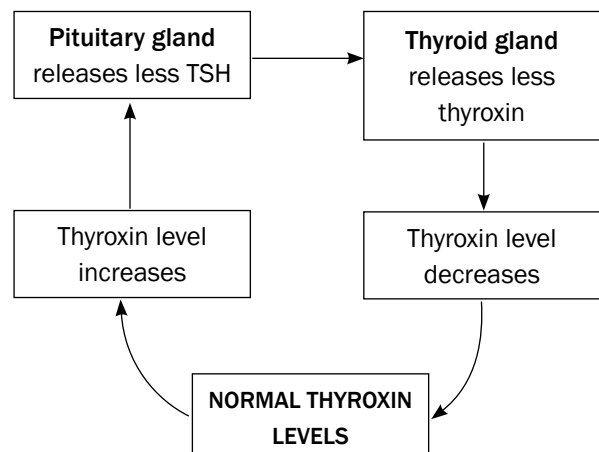 Pituitary gland
releases less TSH
Thyroid gland
releases less
thyroxin
Thyroxin level
increases
Thyroxin level
decreases
NORMAL THYROXIN
LEVELS